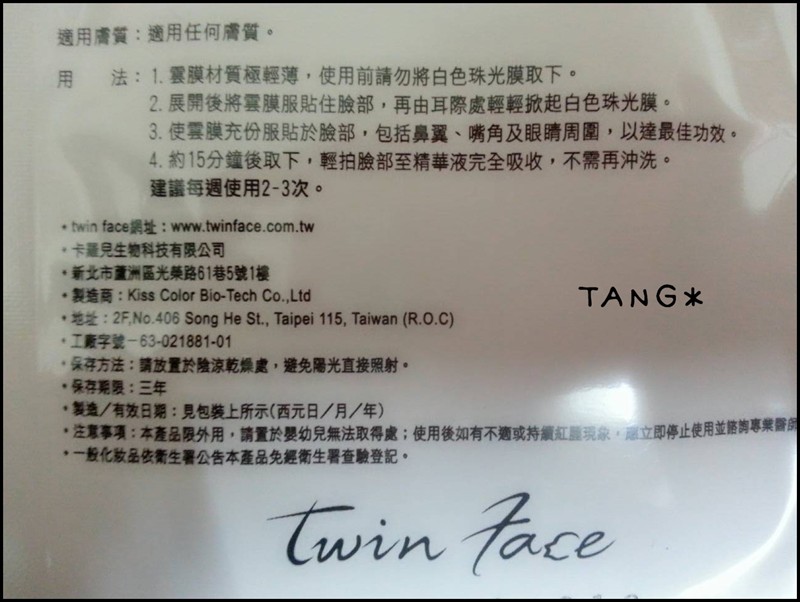 適用膚質：適用任何膚質。
用　　法：1. 雲膜材質極輕薄，使用前請勿將白色珠光膜取下。
2. 展開後將雲膜服貼住臉部，再由耳際處輕輕掀起白色珠光膜。
3. 使雲膜充份服貼於臉部，包括鼻翼、嘴角及眼睛周圍，以達最佳功效。
4. 約15分鐘後取下，輕拍臉部至精華液完全吸收，不需再沖洗。
建議每週使用2-3次。
• twin face網址：www.twinface.com.tw
• 卡蘿兒生物科技有限公司
• 新北市蘆洲區光榮路61巷5號1樓
• 製造商：Kiss Color Bio-Tech Co.,Ltd
• 地址：2F,No.406 Song He St., Taipei 115, Taiwan (R.O.C)
• 工廠字號－63-021881-01
• 保存方法：請放置於陰涼乾燥處，避免陽光直接照射。
• 保存期限：三年
• 製造／有效日期：見包裝上所示(西元日／月／年)
• 注意事項：本產品限外用，請置於嬰幼兒無法取得處；使用後如有不適或持續紅腫現象，應立即停止使用並諮詢專業醫師
• 一般化妝品依衛生署公告本產品免經衛生署查驗登記。
TANG*
twin face